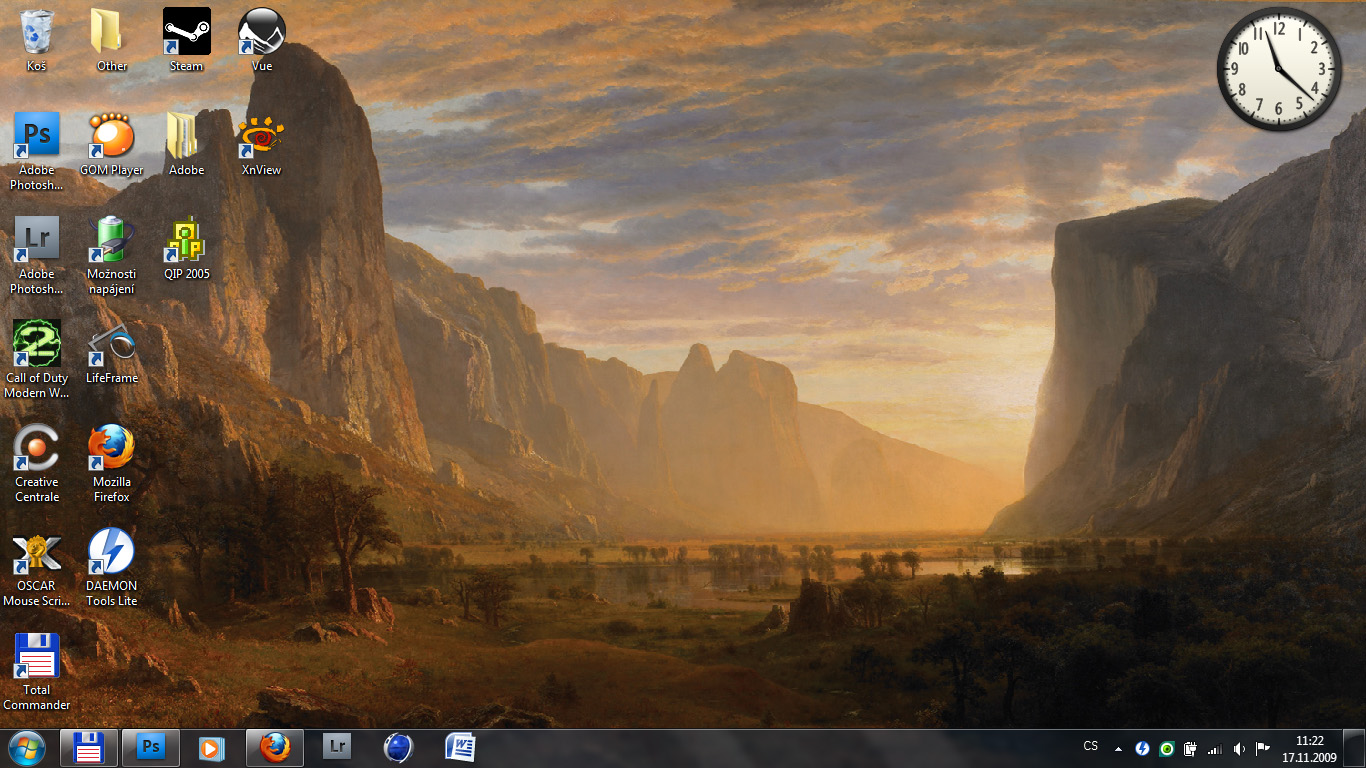 Koš
Other
Steam
Vue
Ps
Adobe
Photosh...
GOM Player
Adobe
XnView
Lr
Adobe
Photosh...
Možnosti
napájení
QIP 2005
2
Call of Duty
Modern W...
LifeFrame
Creative
Centrale
Mozilla
Firefox
OSCAR
Mouse Scri...
DAEMON
Tools Lite
Total
Commander
12
1
2
3
4
5
6
7
8
9
10
11
Ps
Lr
W
CS
11:22
17.11.2009